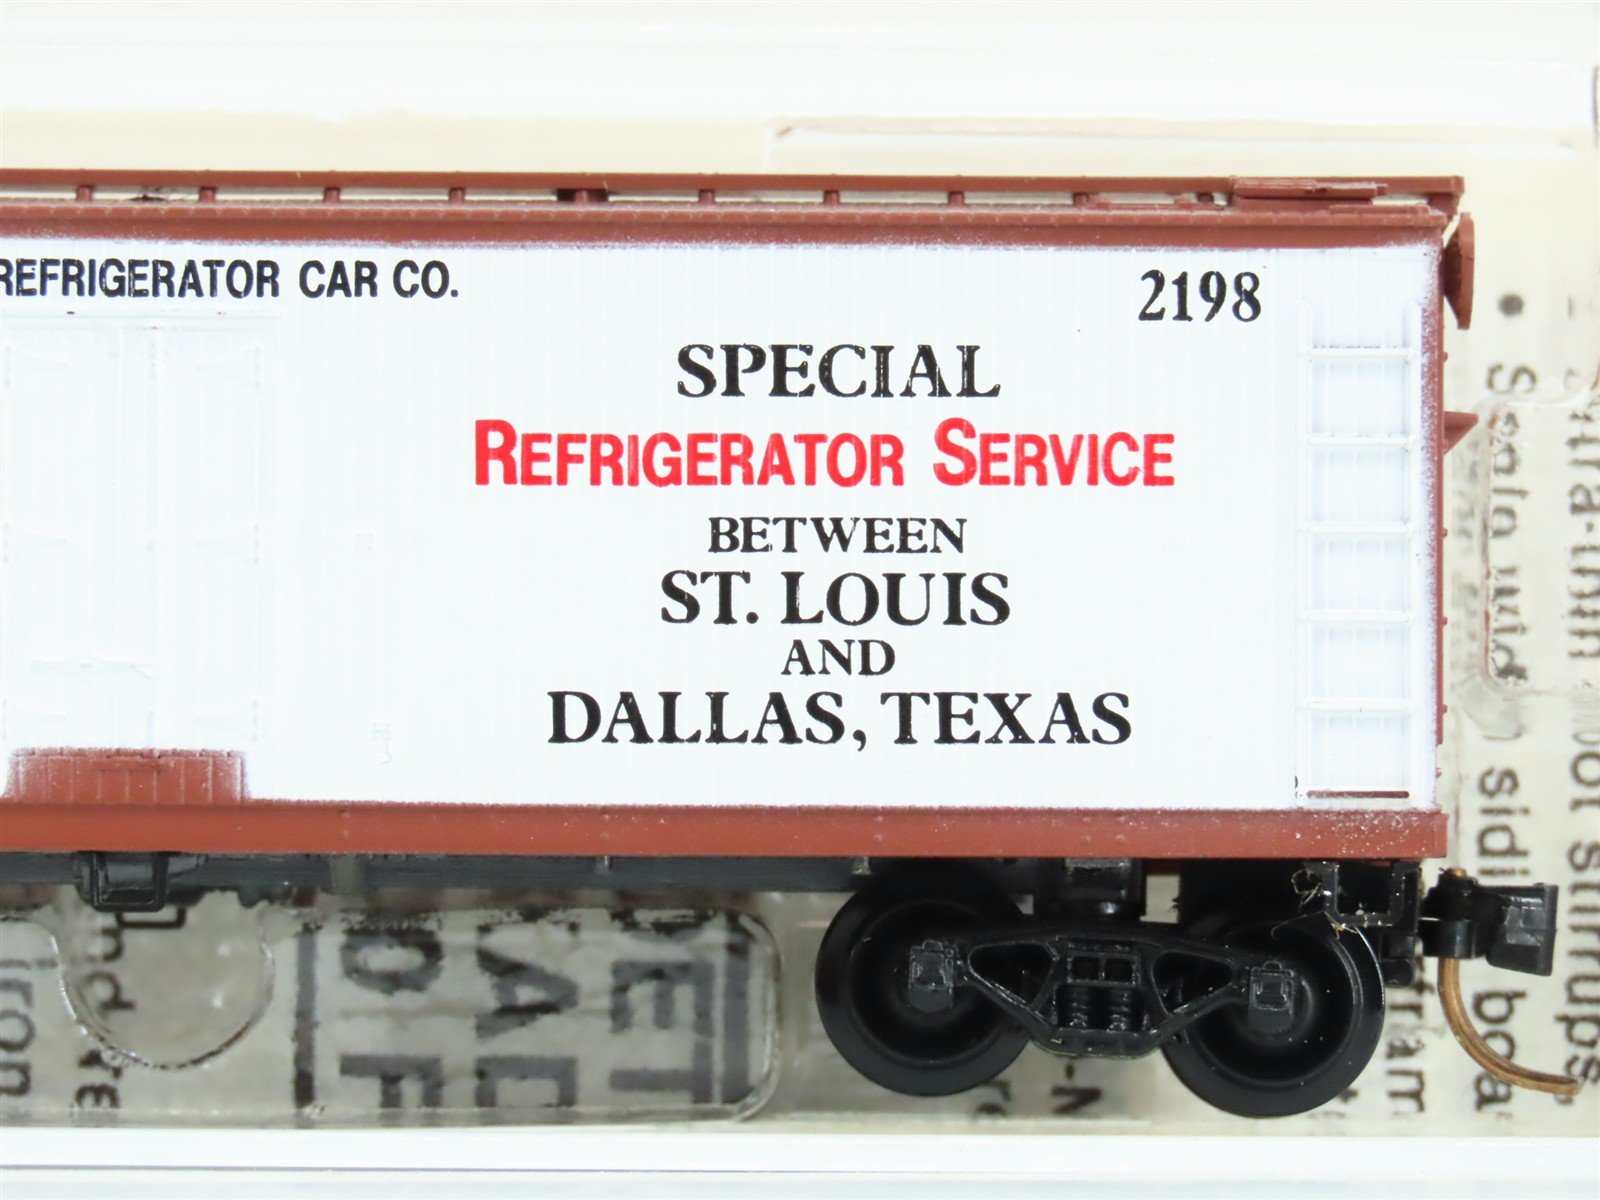 REFRIGERATOR CAR CO.
2198
SPECIAL
REFRIGERATOR SERVICE
BETWEEN
ST. LOUIS
AND
DALLAS, TEXAS